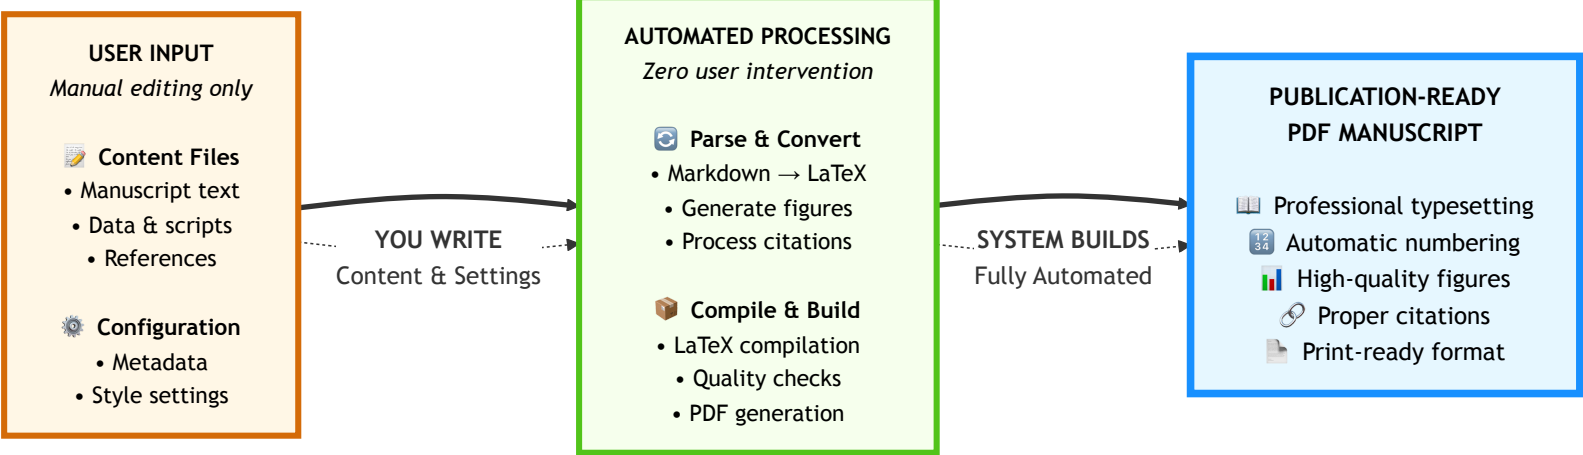 USER INPUT
Manual editing only
📝 Content Files
• Manuscript text
• Data & scripts
• References
⚙️ Configuration
• Metadata
• Style settings
YOU WRITE
Content & Settings
AUTOMATED PROCESSING
Zero user intervention
🔄 Parse & Convert
• Markdown → LaTeX
• Generate figures
• Process citations
📦 Compile & Build
• LaTeX compilation
• Quality checks
• PDF generation
SYSTEM BUILDS
Fully Automated
PUBLICATION-READY
PDF MANUSCRIPT
📖 Professional typesetting
🔢 Automatic numbering
📊 High-quality figures
🔗 Proper citations
📄 Print-ready format